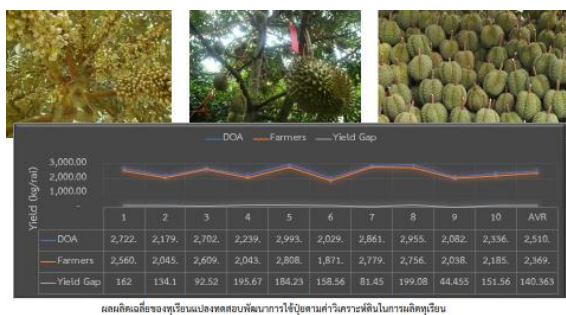 DOA Farmers Yield Gap
Yield (kg/rai)
3,000.00
2,000.00
1,000.00
-
1 2 3 4 5 6 7 8 9 10 AVR
DOA 2,722. 2,179. 2,702. 2,239. 2,993. 2,029. 2,861. 2,955. 2,082. 2,336. 2,510.
Farmers 2,560. 2,045. 2,609. 2,043. 2,808. 1,871. 2,779. 2,756. 2,038. 2,185. 2,369.
Yield Gap 162 134.1 92.52 195.67 184.23 158.56 81.45 199.08 44.455 151.56 140.363
ผลผลิตเฉลี่ยของทุเรียนแปลงทดสอบพัฒนาการใช้ปุ๋ยตามค่าวิเคราะห์ดินในการผลิตทุเรียน